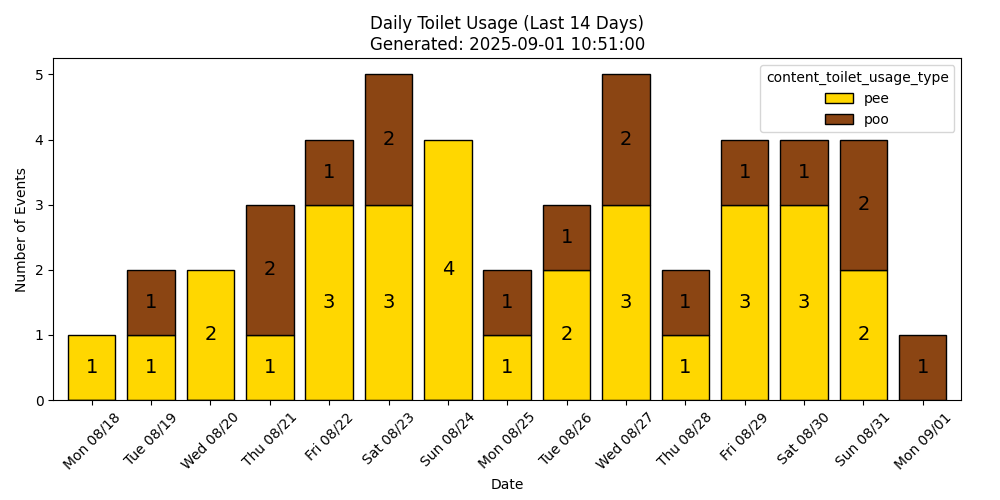 Daily Toilet Usage (Last 14 Days)
Generated: 2025-09-01 10:51:00
content_toilet_usage_type
pee
poo
Number of Events
5
4
3
2
1
0
1
1
1
2
1
2
3
1
3
2
4
1
1
2
1
3
2
1
1
3
1
3
1
2
2
1
Mon 08/18
Tue 08/19
Wed 08/20
Thu 08/21
Fri 08/22
Sat 08/23
Sun 08/24
Mon 08/25
Tue 08/26
Wed 08/27
Thu 08/28
Fri 08/29
Sat 08/30
Sun 08/31
Mon 09/01
Date